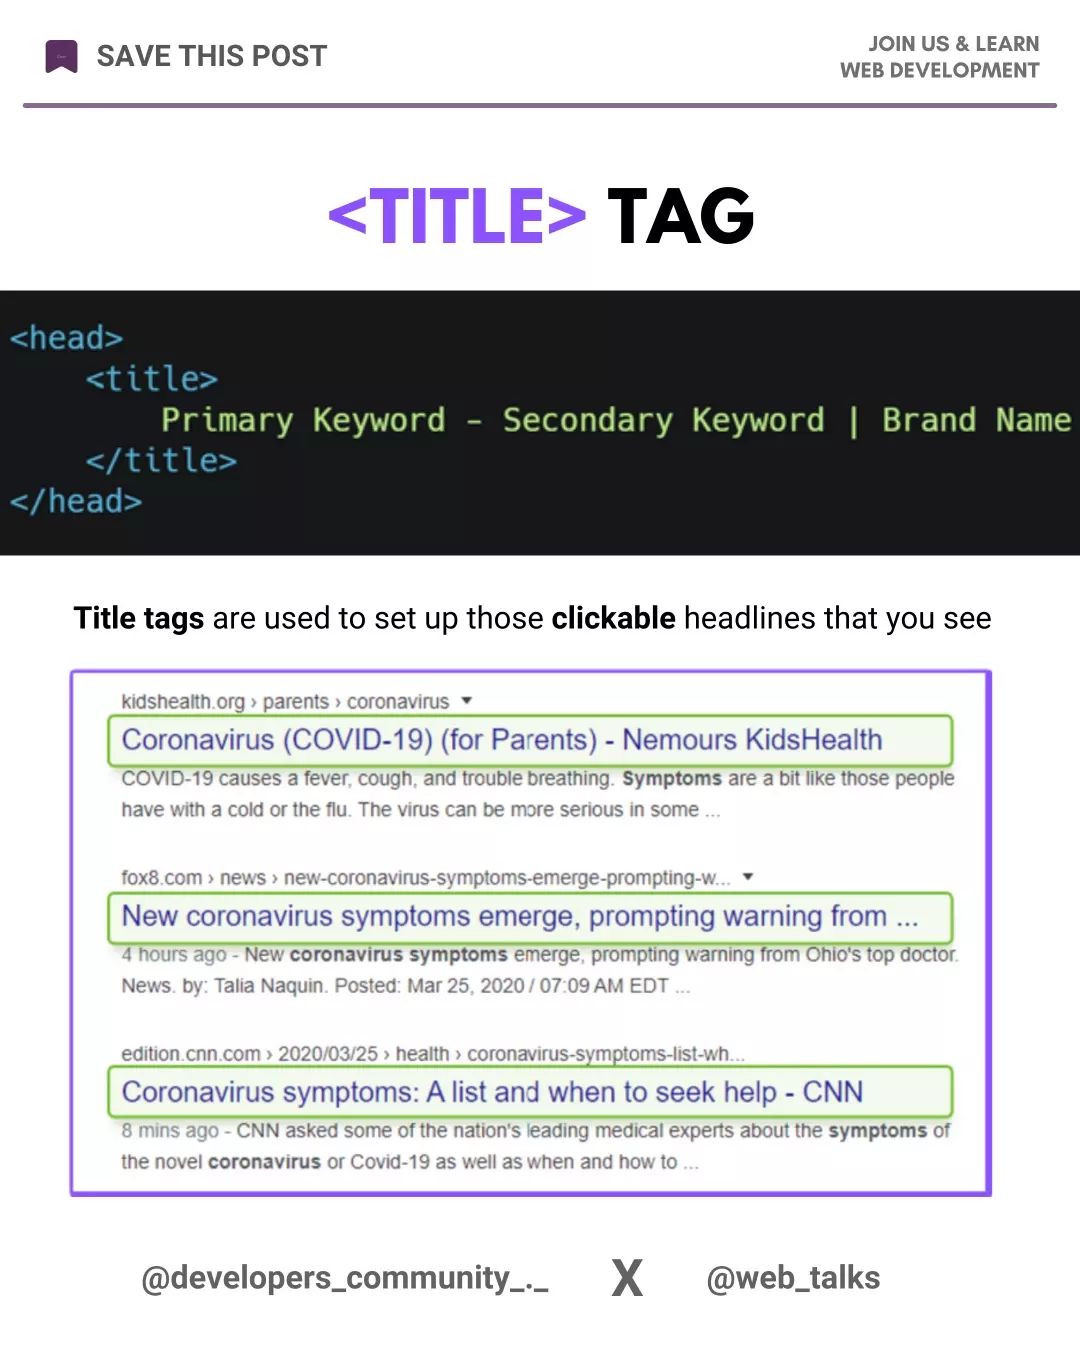 SAVE THIS POST
JOIN US & LEARN
WEB DEVELOPMENT
<TITLE> TAG
<head>
<title>
Primary Keyword – Secondary Keyword | Brand Name
</title>
</head>
Title tags are used to set up those clickable headlines that you see
kidshealth.org › parents › coronavirus
Coronavirus (COVID-19) (for Parents) - Nemours KidsHealth
COVID-19 causes a fever, cough, and trouble breathing. Symptoms are a bit like those people
have with a cold or the flu. The virus can be more serious in some ...
fox8.com › news › new-coronavirus-symptoms-emerge-prompting-w...
New coronavirus symptoms emerge, prompting warning from ...
4 hours ago - New coronavirus symptoms emerge, prompting warning from Ohio's top doctor.
News. by: Talia Naquin. Posted: Mar 25, 2020 / 07:09 AM EDT ...
edition.cnn.com › 2020/03/25 › health › coronavirus-symptoms-list-wh...
Coronavirus symptoms: A list and when to seek help - CNN
8 mins ago - CNN asked some of the nation's leading medical experts about the symptoms of
the novel coronavirus or Covid-19 as well as when and how to ...
@developers_community_._ X @web_talks